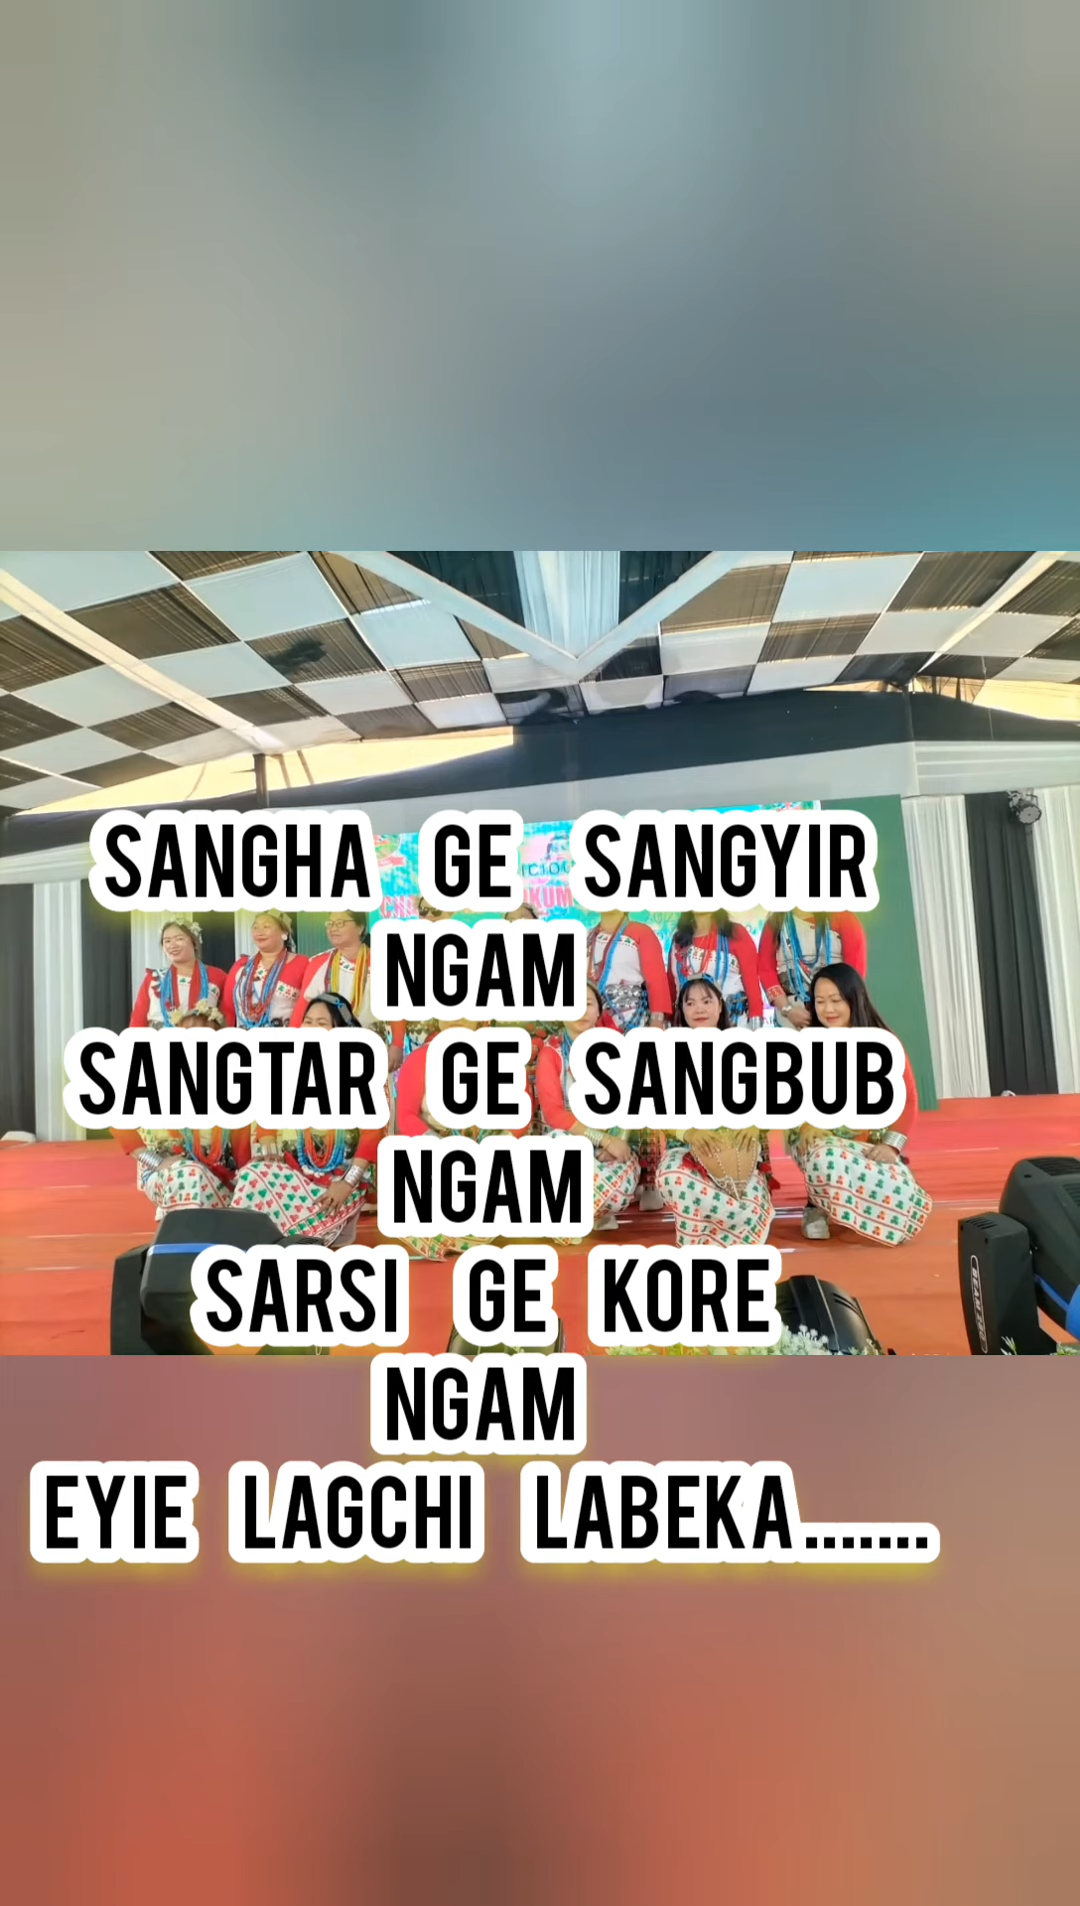 SANGHA GE SANGYIR
NGAM
SANGTAR GE SANGBUB
NGAM
SARSI GE KORE
NGAM
EYIE LAGCHI LABEKA.......